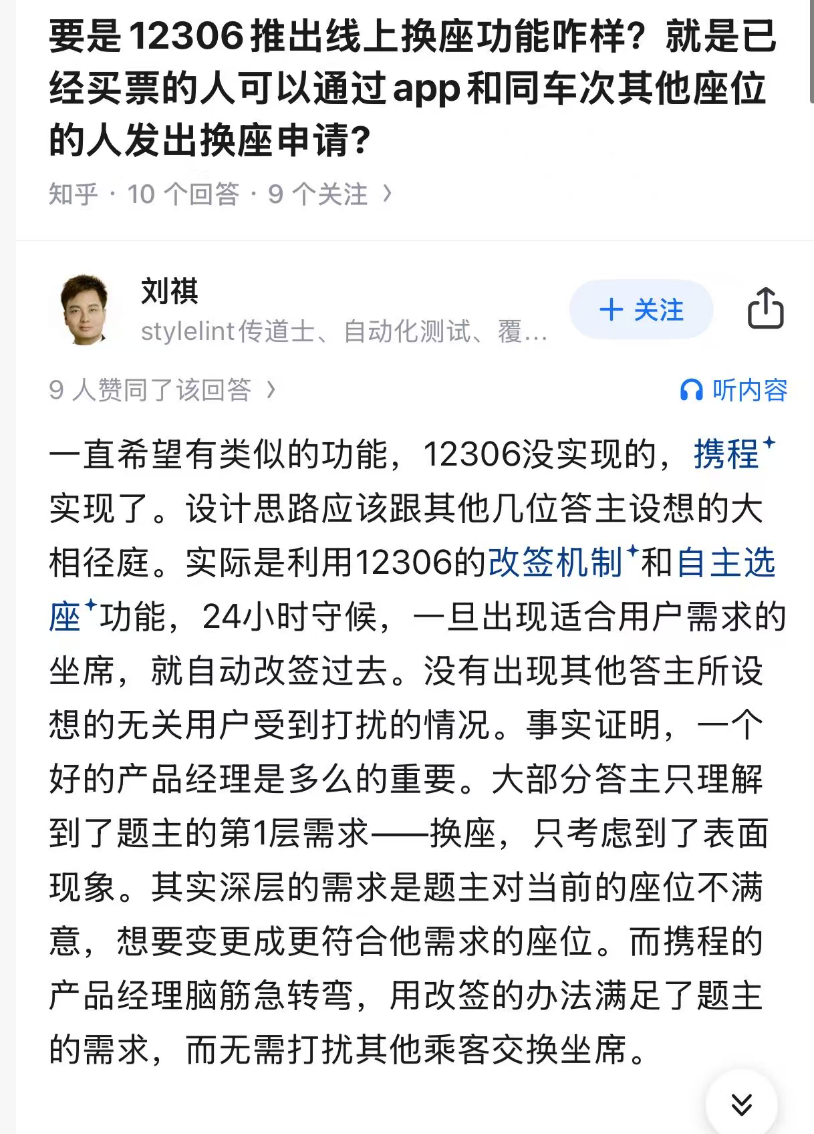 要是12306推出线上换座功能咋样？就是已
经买票的人可以通过app和同车次其他座位
的人发出换座申请?
知乎 · 10 个回答 · 9 个关注 >
刘祺
stylelint传道士、自动化测试、覆...
+ 关注
9 人赞同了该回答 >
听内容
一直希望有类似的功能，12306没实现的，携程
实现了。设计思路应该跟其他几位答主设想的大
相径庭。实际是利用12306的改签机制和自主选
座功能，24小时守候，一旦出现适合用户需求的
坐席，就自动改签过去。没有出现其他答主所设
想的无关用户受到打扰的情况。事实证明，一个
好的产品经理是多么的重要。大部分答主只理解
到了题主的第1层需求——换座，只考虑到了表面
现象。其实深层的需求是题主对当前的座位不满
意，想要变更成更符合他需求的座位。而携程的
产品经理脑筋急转弯，用改签的办法满足了题主
的需求，而无需打扰其他乘客交换坐席。